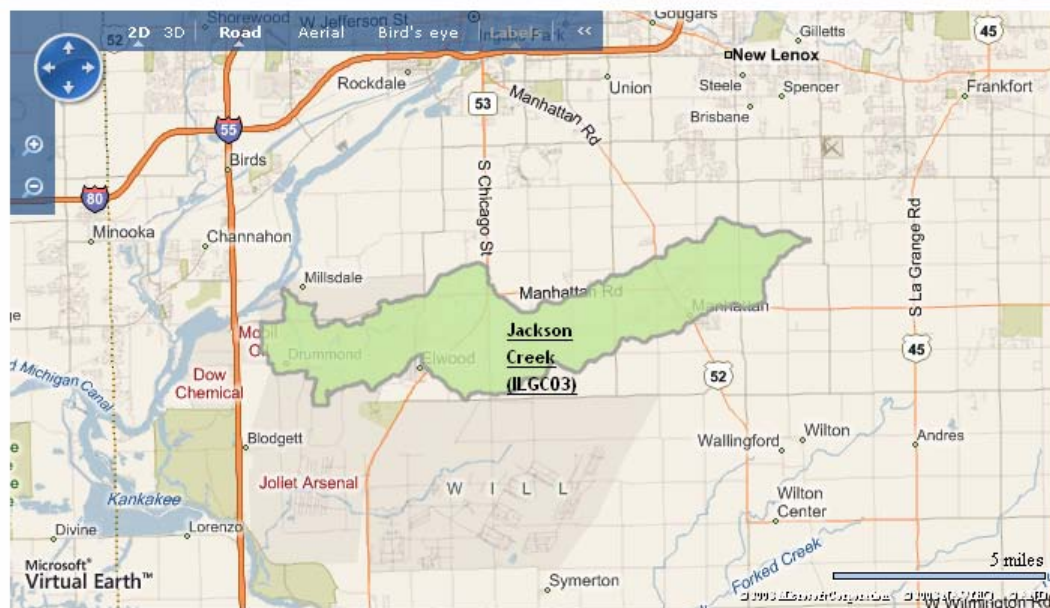 Shorewood
W Jefferson St
Gougars
52
2D 3D Road Aerial Bird's eye Labels <<
Gilletts
45
New Lenox
Rockdale
Union
Steele
Spencer
Frankfort
53
Manhattan Rd
Brisbane
55
Birds
80
S Chicago St
S La Grange Rd
Minooka
Channahon
Millsdale
Manhattan Rd
Manhattan
Jackson
Creek
(ILGC03)
Drummond
Elwood
45
Dow
Chemical
52
d Michigan Canal
Blodgett
Wallingford
Wilton
Andres
Joliet Arsenal
W I L L
Kankakee
Wilton
Center
Divine
Lorenzo
Forked Creek
5 miles
Microsoft®
Virtual Earth™
Symerton
W Wilmington Rd